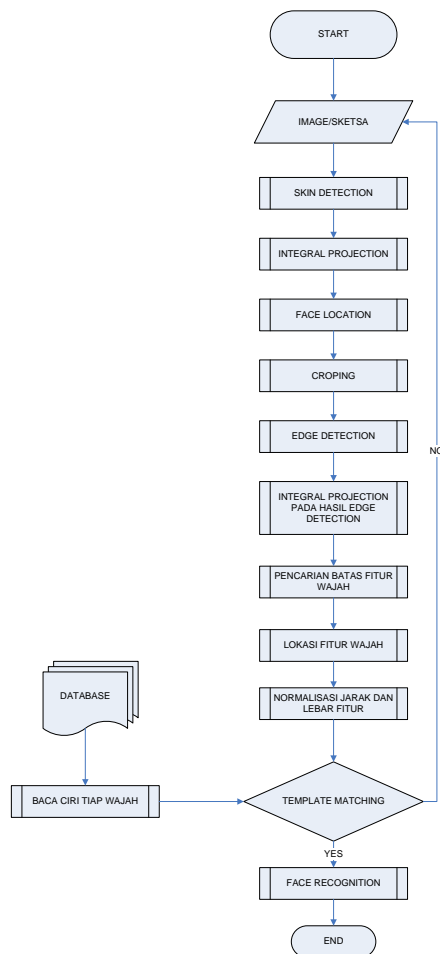 START
IMAGE/SKETSA
SKIN DETECTION
INTEGRAL PROJECTION
FACE LOCATION
CROPING
EDGE DETECTION
NO
INTEGRAL PROJECTION
PADA HASIL EDGE
DETECTION
PENCARIAN BATAS FITUR
WAJAH
LOKASI FITUR WAJAH
DATABASE
NORMALISASI JARAK DAN
LEBAR FITUR
BACA CIRI TIAP WAJAH
TEMPLATE MATCHING
YES
FACE RECOGNITION
END